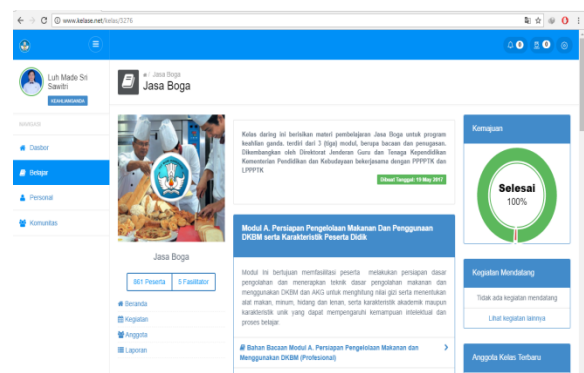 www.kelase.net/kelas/3276
0
0
Luh Made Sri
Sawitri
KEAHLIANGANDA
NAVIGASI
Dasbor
Belajar
Personal
Komunitas
/ Jasa Boga
Jasa Boga
Jasa Boga
861 Peserta
5 Fasilitator
Beranda
Kegiatan
Anggota
Laporan
Kelas daring ini berisikan materi pembelajaran Jasa Boga untuk program
keahlian ganda, terdiri dari 3 (tiga) modul, berupa bacaan dan penugasan.
Dikembangkan oleh Direktorat Jenderan Guru dan Tenaga Kependidikan
Kementerian Pendidikan dan Kebudayaan bekerjasama dengan PPPPTK dan
LPPPTK
Dibuat Tanggal: 19 May 2017
Modul A. Persiapan Pengelolaan Makanan Dan Penggunaan
DKBM serta Karakteristik Peserta Didik
Modul ini bertujuan memfasilitasi peserta melakukan persiapan dasar
pengolahan dan menerapkan teknik dasar pengolahan makanan dan
menggunakan DKBM dan AKG untuk menghitung nilai gizi serta menentukan
alat makan, minum, hidang dan lenan, serta karakteristik akademik maupun
karakteristik unik yang dapat mempengaruhi kemampuan intelektual dan
proses belajar.
Bahan Bacaan Modul A. Persiapan Pengelolaan Makanan dan
Menggunakan DKBM (Profesional)
Kemajuan
Selesai
100%
Kegiatan Mendatang
Tidak ada kegiatan mendatang
Lihat kegiatan lainnya
Anggota Kelas Terbaru